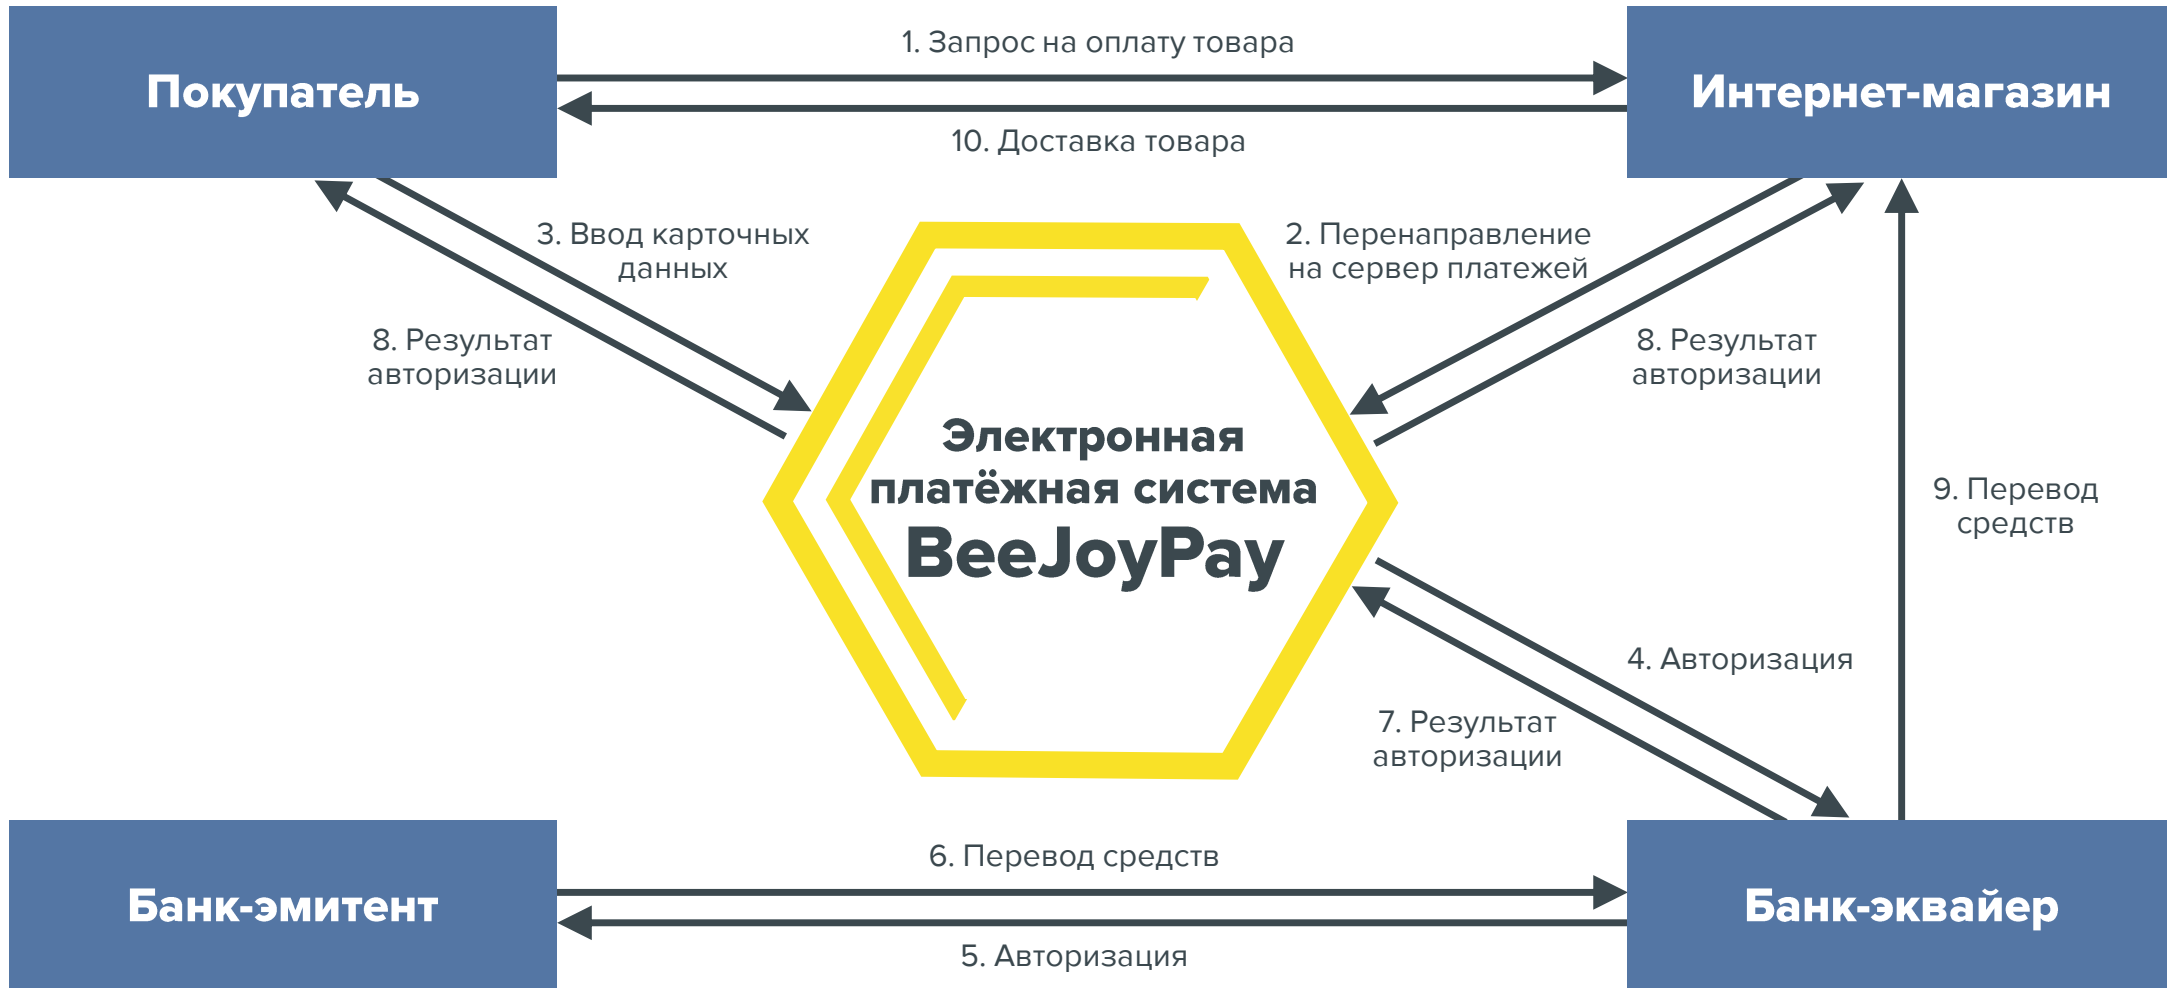 1. Запрос на оплату товара
Покупатель
Интернет-магазин
10. Доставка товара
3. Ввод карточных
данных
2. Перенаправление
на сервер платежей
8. Результат
авторизации
8. Результат
авторизации
Электронная
платёжная система
BeeJoyPay
9. Перевод
средств
4. Авторизация
7. Результат
авторизации
6. Перевод средств
Банк-эмитент
Банк-эквайер
5. Авторизация